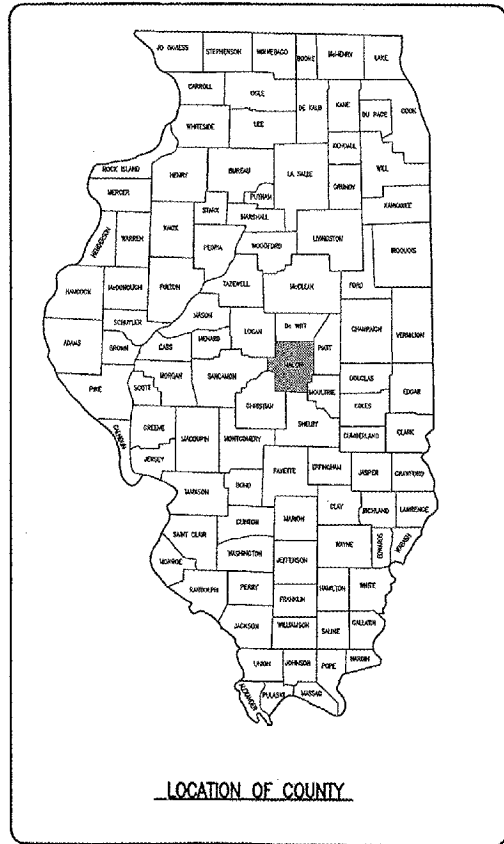 JO DAVIESS STEPHENSON WINNEBAGO BOONE McHENRY LAKE
CARROLL OGLE DE KALB KANE COOK
DU PAGE
WHITESIDE LEE
KENDALL
ROCK ISLAND HENRY BUREAU LA SALLE GRUNDY WILL
MERCER PUTNAM KANKAKEE
STARK MARSHALL
HENDERSON WARREN KNOX PEORIA WOODFORD LIVINGSTON IROQUOIS
HANCOCK McDONOUGH FULTON TAZEWELL McCLEAN FORD
MASON
SCHUYLER LOGAN De WITT CHAMPAIGN VERMILION
ADAMS BROWN CASS MENARD PIATT
MACON
PIKE SCOTT MORGAN SANGAMON MOULTRIE DOUGLAS EDGAR
CHRISTIAN COLES
CALHOUN GREENE SHELBY
MACOUPIN MONTGOMERY CUMBERLAND CLARK
JERSEY
FAYETTE EFFINGHAM JASPER CRAWFORD
MADISON BOND
CLAY RICHLAND LAWRENCE
CLINTON MARION
SAINT CLAIR WAYNE EDWARDS WABASH
WASHINGTON JEFFERSON
MONROE
RANDOLPH PERRY FRANKLIN HAMILTON WHITE
JACKSON WILLIAMSON SALINE GALLATIN
UNION JOHNSON POPE HARDIN
ALEXANDER PULASKI MASSAC
LOCATION OF COUNTY